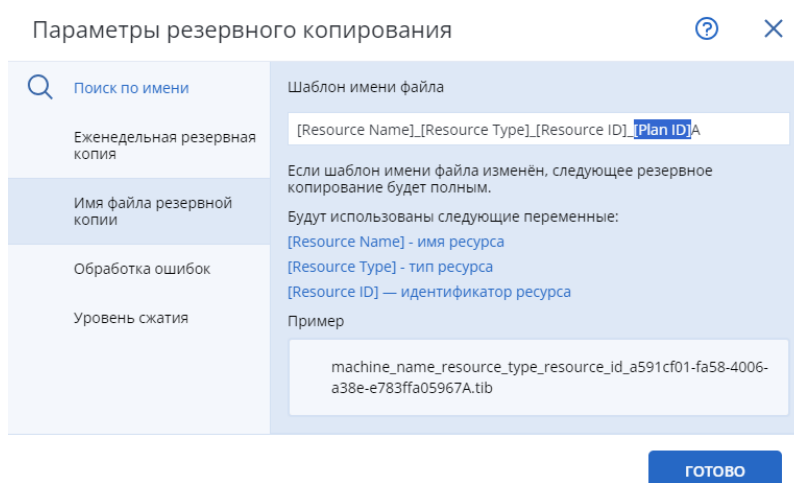 Параметры резервного копирования
Поиск по имени
Еженедельная резервная
копия
Имя файла резервной
копии
Обработка ошибок
Уровень сжатия
Шаблон имени файла
[Resource Name]_[Resource Type]_[Resource ID]_[Plan ID]A
Если шаблон имени файла изменён, следующее резервное
копирование будет полным.
Будут использованы следующие переменные:
[Resource Name] - имя ресурса
[Resource Type] - тип ресурса
[Resource ID] — идентификатор ресурса
Пример
machine_name_resource_type_resource_id_a591cf01-fa58-4006-
a38e-e783ffa05967A.tib
ГОТОВО